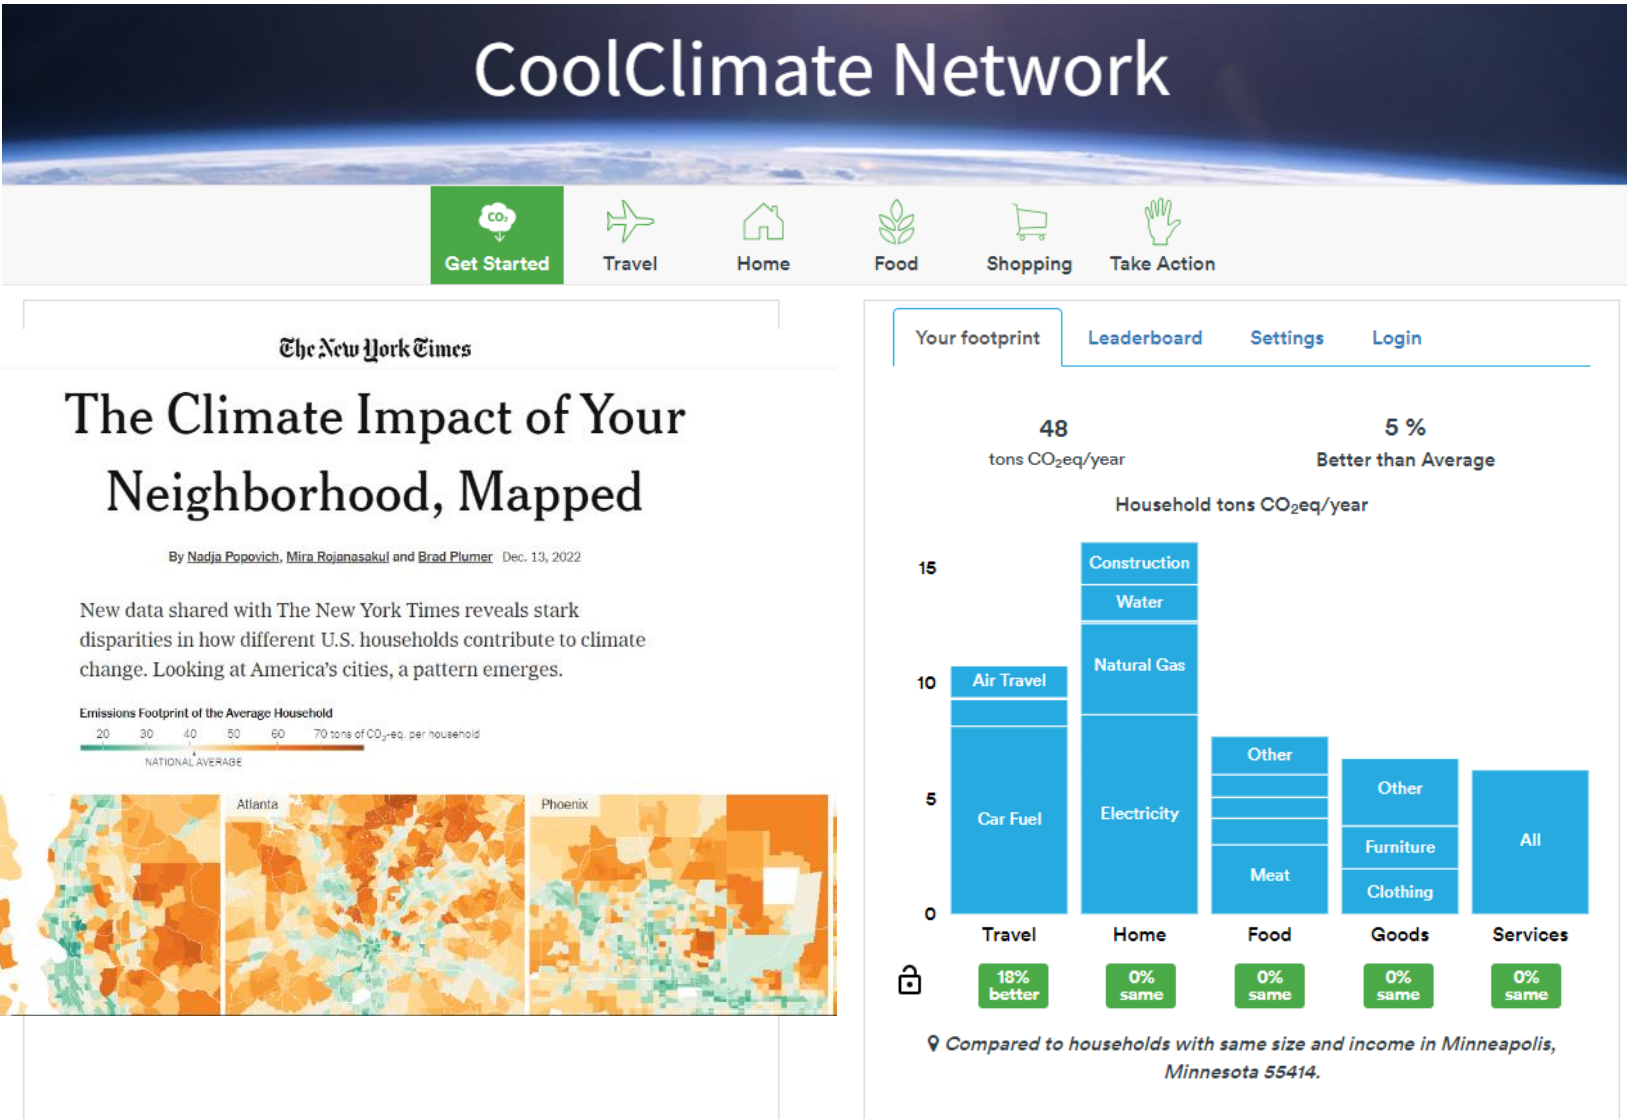 CoolClimate Network
CO₂
Get Started
Travel
Home
Food
Shopping
Take Action
The New York Times
The Climate Impact of Your
Neighborhood, Mapped
By Nadja Popovich, Mira Rojanasakul and Brad Plumer Dec. 13, 2022
New data shared with The New York Times reveals stark
disparities in how different U.S. households contribute to climate
change. Looking at America's cities, a pattern emerges.
Emissions Footprint of the Average Household
20 30 40 50 60 70 tons of CO₂-eq. per household
NATIONAL AVERAGE
Atlanta
Phoenix
Your footprint
Leaderboard
Settings
Login
48
tons CO₂eq/year
5 %
Better than Average
Household tons CO₂eq/year
15
10
5
0
Air Travel
Car Fuel
Construction
Water
Natural Gas
Electricity
Other
Meat
Other
Furniture
Clothing
All
Travel
Home
Food
Goods
Services
18%
better
0%
same
0%
same
0%
same
0%
same
Compared to households with same size and income in Minneapolis,
Minnesota 55414.